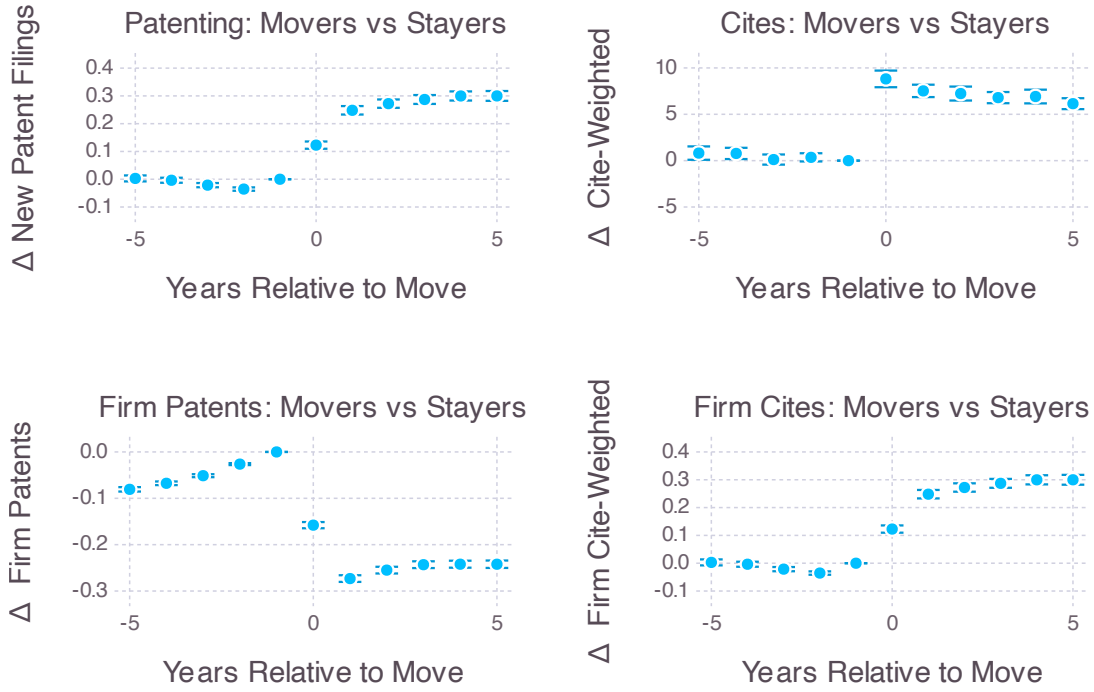 Patenting: Movers vs Stayers
Δ New Patent Filings
0.4
0.3
0.2
0.1
0.0
-0.1
-5
0
5
Years Relative to Move
Cites: Movers vs Stayers
Δ Cite-Weighted
10
5
0
-5
-5
0
5
Years Relative to Move
Firm Patents: Movers vs Stayers
Δ Firm Patents
0.0
-0.1
-0.2
-0.3
-5
0
5
Years Relative to Move
Firm Cites: Movers vs Stayers
Δ Firm Cite-Weighted
0.4
0.3
0.2
0.1
0.0
-0.1
-5
0
5
Years Relative to Move